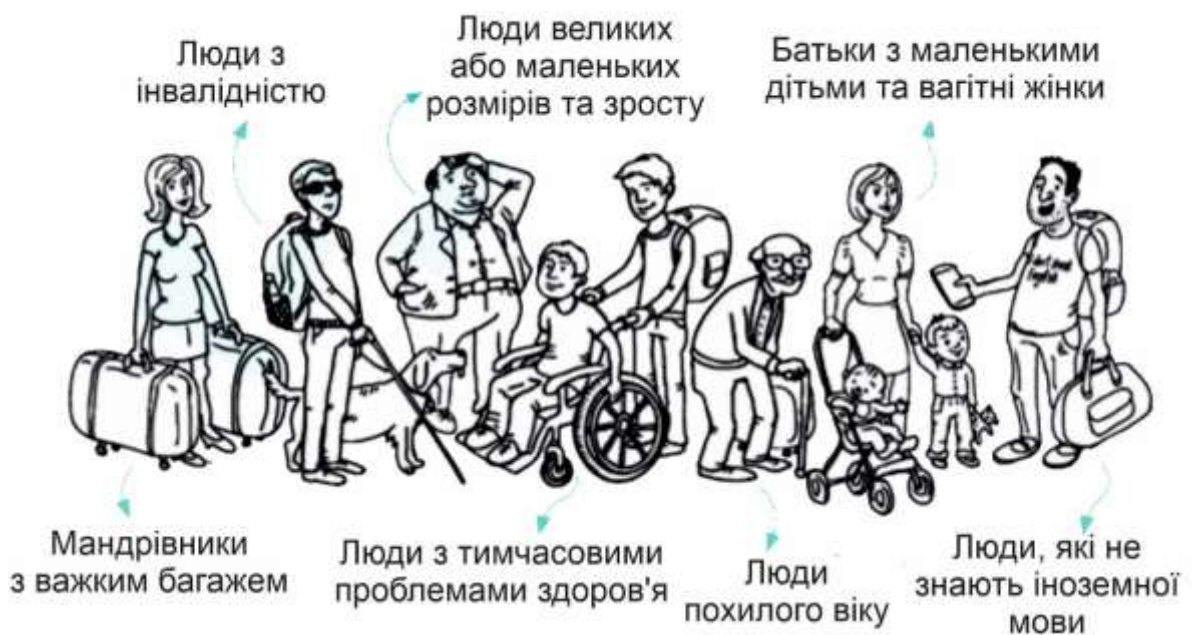 Люди з
інвалідністю
Люди великих
або маленьких
розмірів та зросту
Батьки з маленькими
дітьми та вагітні жінки
Мандрівники
з важким багажем
Люди з тимчасовими
проблемами здоров'я
Люди
похилого віку
Люди, які не
знають іноземної
мови